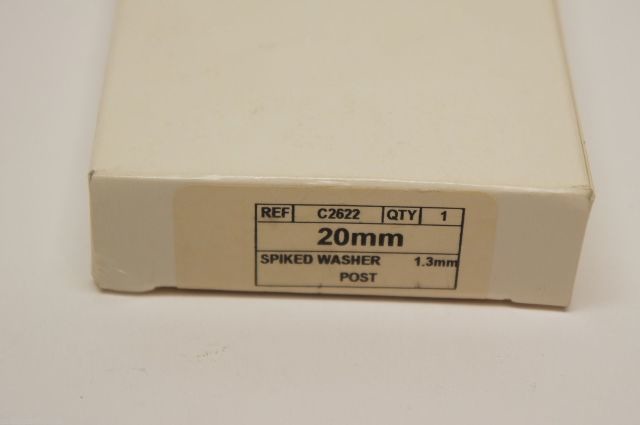 REF C2622 QTY 1
20mm
SPIKED WASHER 1.3mm
POST